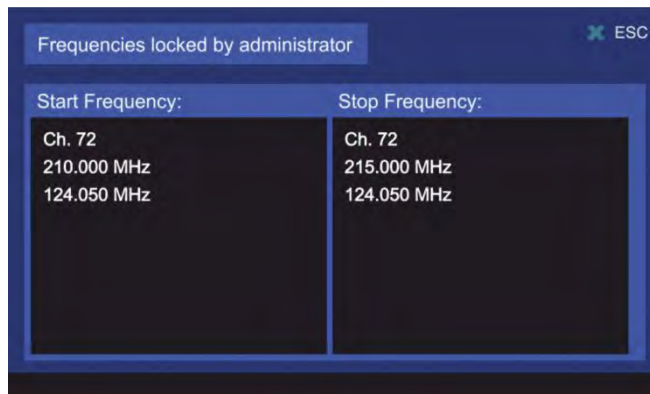 ESC
Frequencies locked by administrator
Start Frequency:
Stop Frequency:
Ch. 72
Ch. 72
210.000 MHz
215.000 MHz
124.050 MHz
124.050 MHz